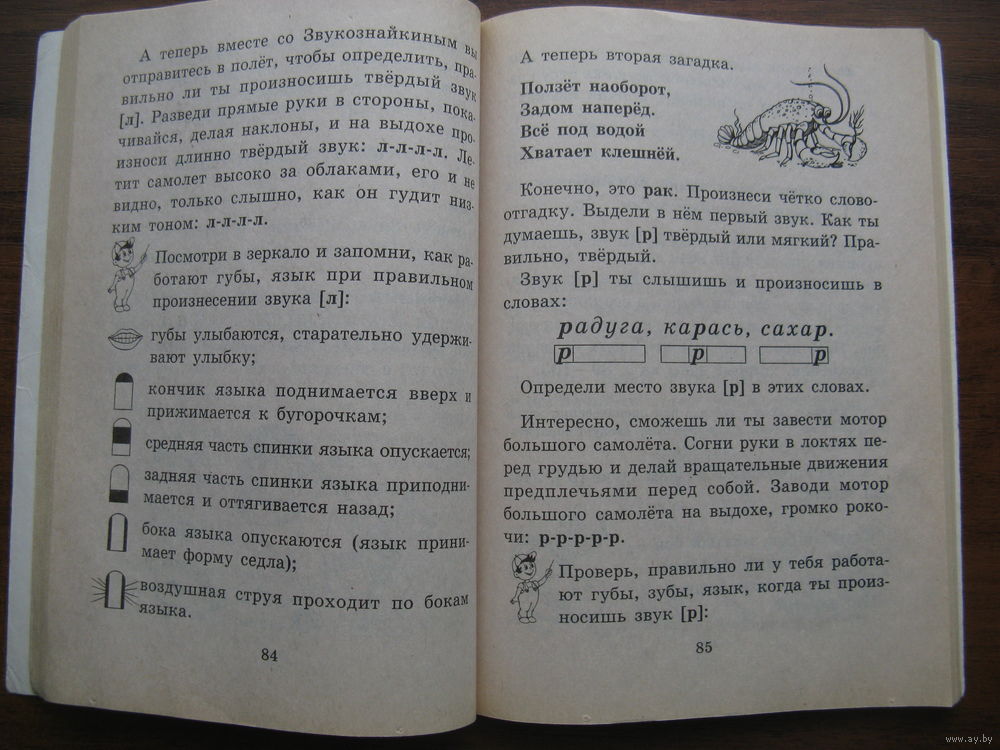 А теперь вместе со Звукознайкиным вы
отправитесь в полёт, чтобы определить, пра-
вильно ли ты произносишь твёрдый звук
[л]. Разведи прямые руки в стороны, пока-
чивайся, делая наклоны, и на выдохе про-
износи длинно твёрдый звук: л-л-л-л. Ле-
тит самолет высоко за облаками, его и не
видно, только слышно, как он гудит низ-
ким тоном: л-л-л-л.
Посмотри в зеркало и запомни, как ра-
ботают губы, язык при правильном
произнесении звука [л]:
губы улыбаются, старательно удержи-
вают улыбку;
кончик языка поднимается вверх и
прижимается к бугорочкам;
средняя часть спинки языка опускается;
задняя часть спинки языка приподни-
мается и оттягивается назад;
бока языка опускаются (язык прини-
мает форму седла);
воздушная струя проходит по бокам
языка.
84
А теперь вторая загадка.
Ползёт наоборот,
Задом наперёд.
Всё под водой
Хватает клешнёй.
Конечно, это рак. Произнеси чётко слово-
отгадку. Выдели в нём первый звук. Как ты
думаешь, звук [р] твёрдый или мягкий? Пра-
вильно, твёрдый.
Звук [р] ты слышишь и произносишь в
словах:
радуга, карась, сахар.
р р р
Определи место звука [р] в этих словах.
Интересно, сможешь ли ты завести мотор
большого самолёта. Согни руки в локтях пе-
ред грудью и делай вращательные движения
предплечьями перед собой. Заводи мотор
большого самолёта на выдохе, громко роко-
чи: р-р-р-р-р.
Проверь, правильно ли у тебя работа-
ют губы, зубы, язык, когда ты произ-
носишь звук [р]:
85
www.ay.by